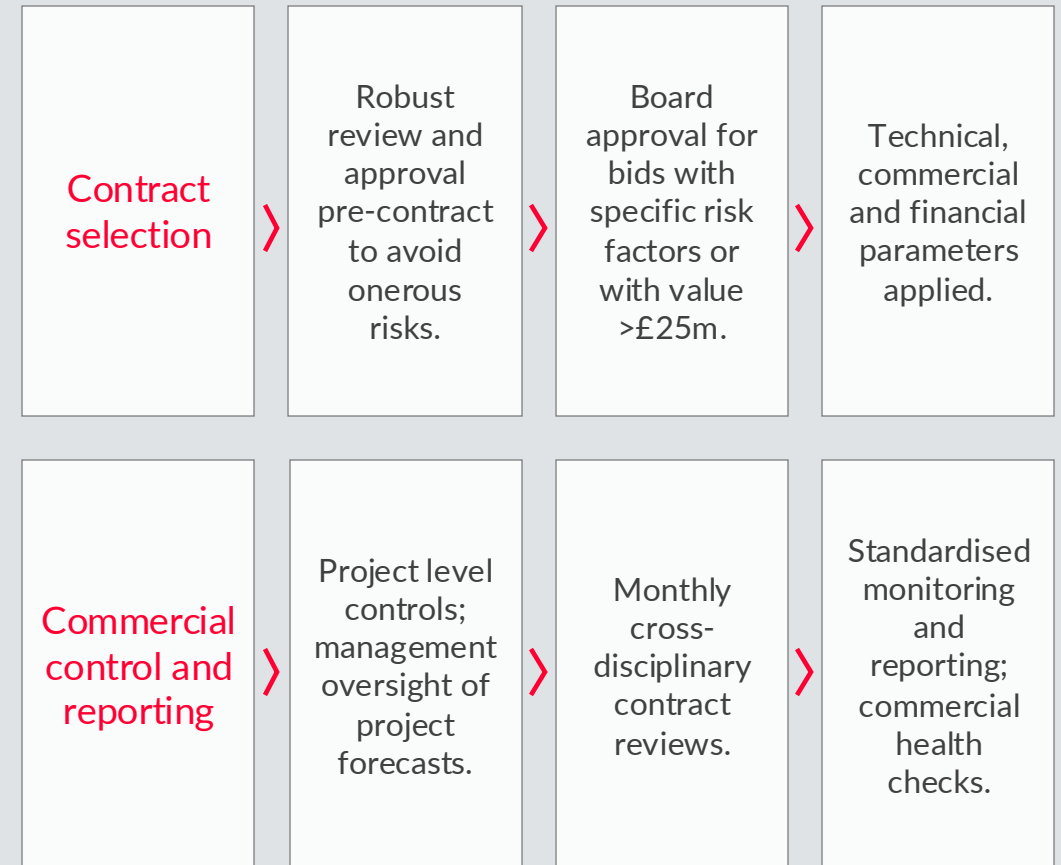 Contract
selection
Robust
review and
approval
pre-contract
to avoid
onerous
risks.
Board
approval for
bids with
specific risk
factors or
with value
>£25m.
Technical,
commercial
and financial
parameters
applied.
Commercial
control and
reporting
Project level
controls;
management
oversight of
project
forecasts.
Monthly
cross-
disciplinary
contract
reviews.
Standardised
monitoring
and
reporting;
commercial
health
checks.